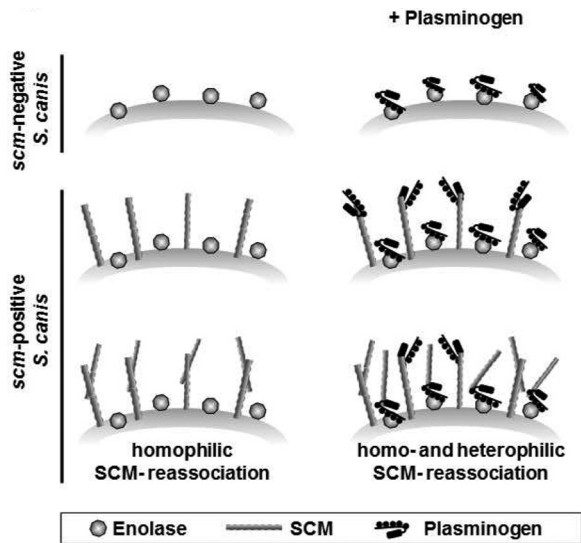 + Plasminogen
scm-negative
S. canis
scm-positive
S. canis
homophilic
SCM- reassociation
homo- and heterophilic
SCM- reassociation
Enolase SCM Plasminogen